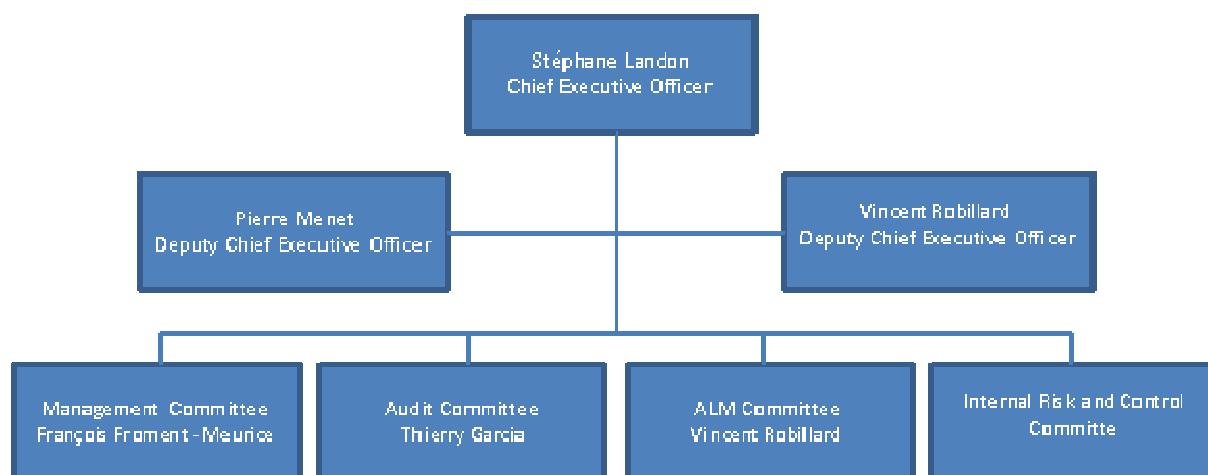 Stéphane Landon
Chief Executive Officer
Pierre Menet
Deputy Chief Executive Officer
Vincent Robillard
Deputy Chief Executive Officer
Management Committee
François Froment-Meurice
Audit Committee
Thierry Garcia
ALM Committee
Vincent Robillard
Internal Risk and Control
Committe